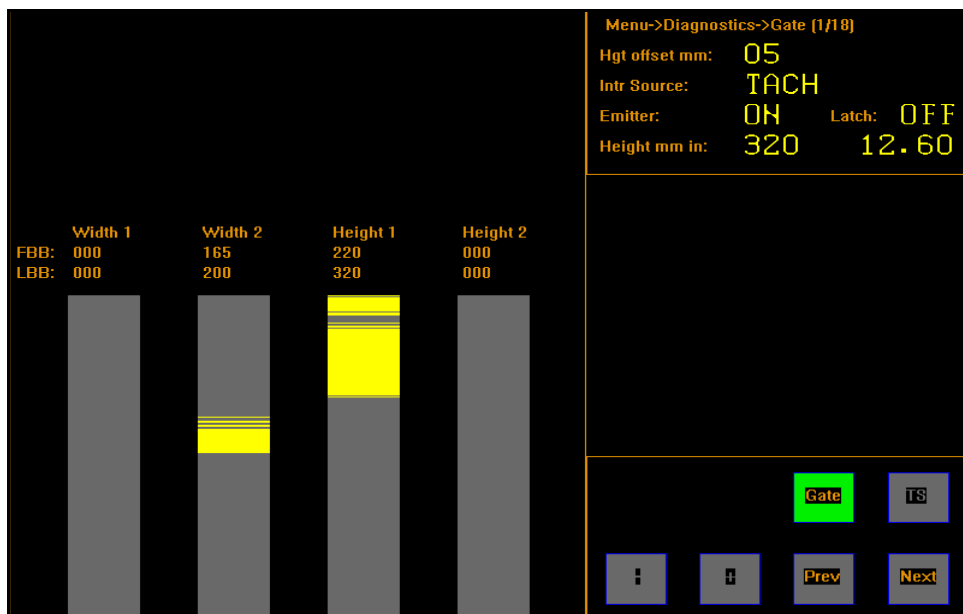 Menu->Diagnostics->Gate (1/18)
Hgt offset mm: 05
Intr Source: TACH
Emitter: ON Latch: OFF
Height mm in: 320 12.60
Width 1 Width 2 Height 1 Height 2
FBB: 000 165 220 000
LBB: 000 200 320 000
Gate TS
Prev Next